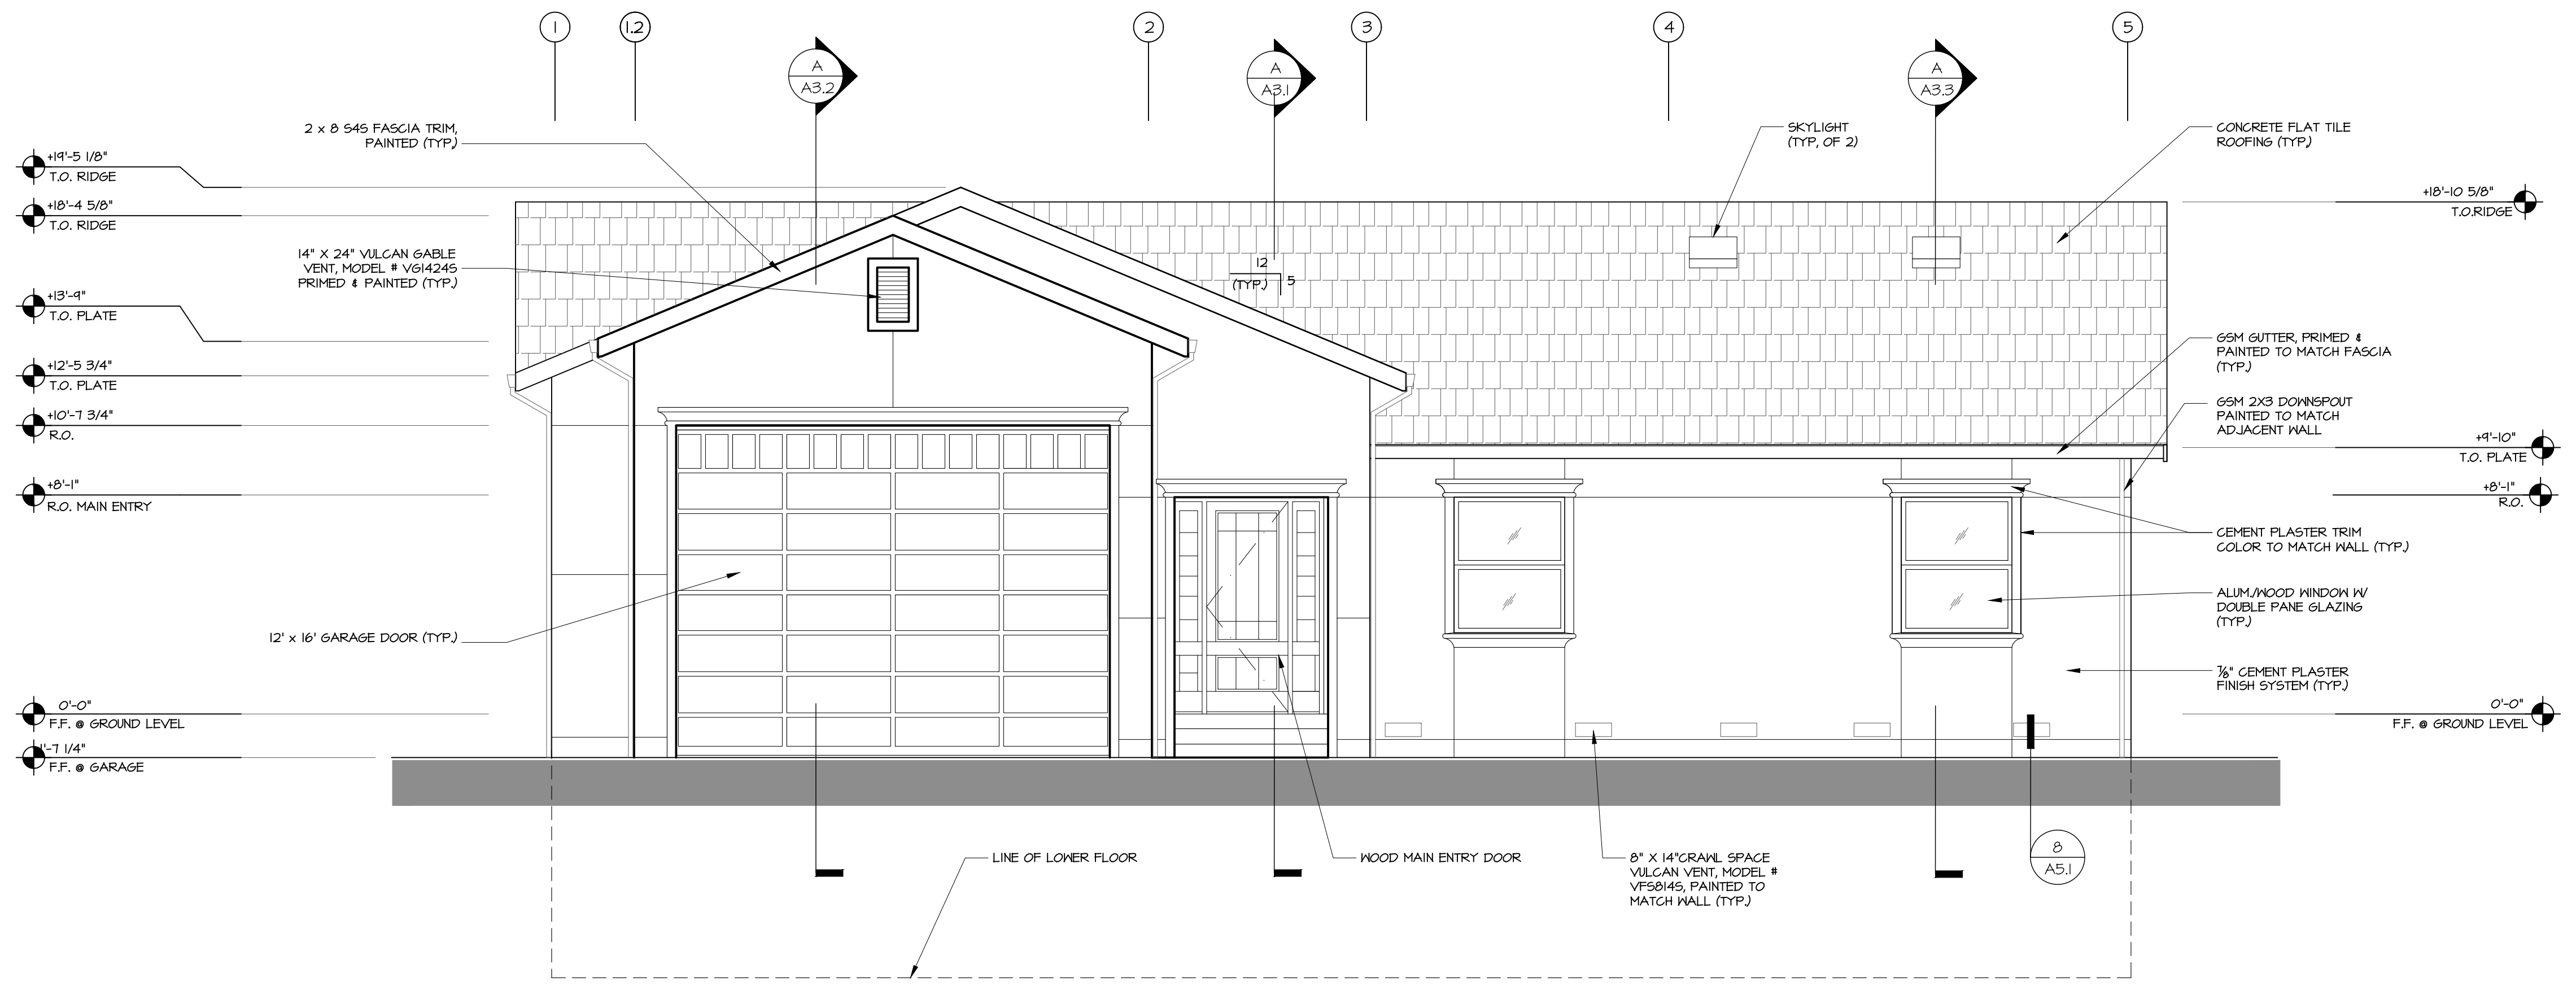 1
1.2
2
3
4
5
A
A3.2
A
A3.1
A
A3.3
2 x 8 S4S FASCIA TRIM,
PAINTED (TYP.)
SKYLIGHT
(TYP, OF 2)
CONCRETE FLAT TILE
ROOFING (TYP.)
+19'-5 1/8"
T.O. RIDGE
+18'-4 5/8"
T.O. RIDGE
+18'-10 5/8"
T.O.RIDGE
14" X 24" VULCAN GABLE
VENT, MODEL # VG1424S
PRIMED & PAINTED (TYP.)
12
(TYP.)
5
+13'-9"
T.O. PLATE
GSM GUTTER, PRIMED &
PAINTED TO MATCH FASCIA
(TYP.)
+12'-5 3/4"
T.O. PLATE
GSM 2X3 DOWNSPOUT
PAINTED TO MATCH
ADJACENT WALL
+10'-7 3/4"
R.O.
+9'-10"
T.O. PLATE
+8'-1"
R.O. MAIN ENTRY
+8'-1"
R.O.
CEMENT PLASTER TRIM
COLOR TO MATCH WALL (TYP.)
ALUM./WOOD WINDOW W/
DOUBLE PANE GLAZING
(TYP.)
12' x 16' GARAGE DOOR (TYP.)
7/8" CEMENT PLASTER
FINISH SYSTEM (TYP.)
0'-0"
F.F. @ GROUND LEVEL
0'-0"
F.F. @ GROUND LEVEL
1'-7 1/4"
F.F. @ GARAGE
LINE OF LOWER FLOOR
WOOD MAIN ENTRY DOOR
8" X 14"CRAWL SPACE
VULCAN VENT, MODEL #
VFS814S, PAINTED TO
MATCH WALL (TYP.)
8
A5.1